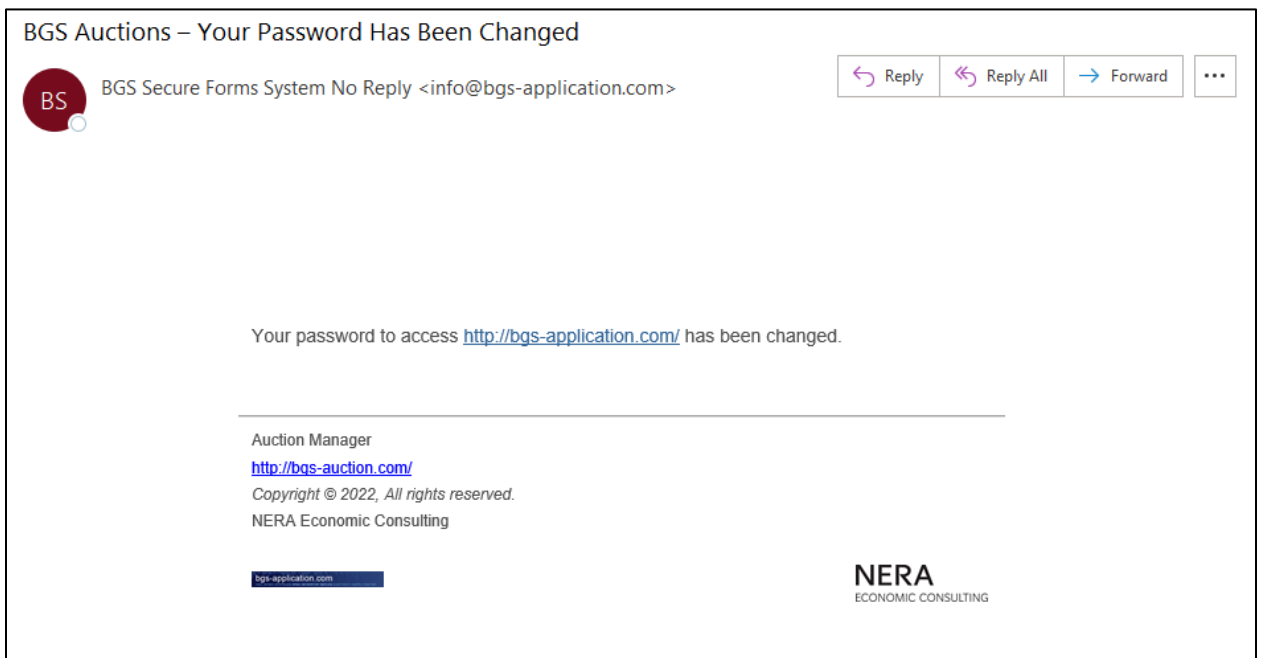 BGS Auctions – Your Password Has Been Changed
BS
BGS Secure Forms System No Reply <info@bgs-application.com>
Reply
Reply All
Forward
Your password to access http://bgs-application.com/ has been changed.
Auction Manager
http://bgs-auction.com/
Copyright © 2022, All rights reserved.
NERA Economic Consulting
bgs-application.com
NERA
ECONOMIC CONSULTING